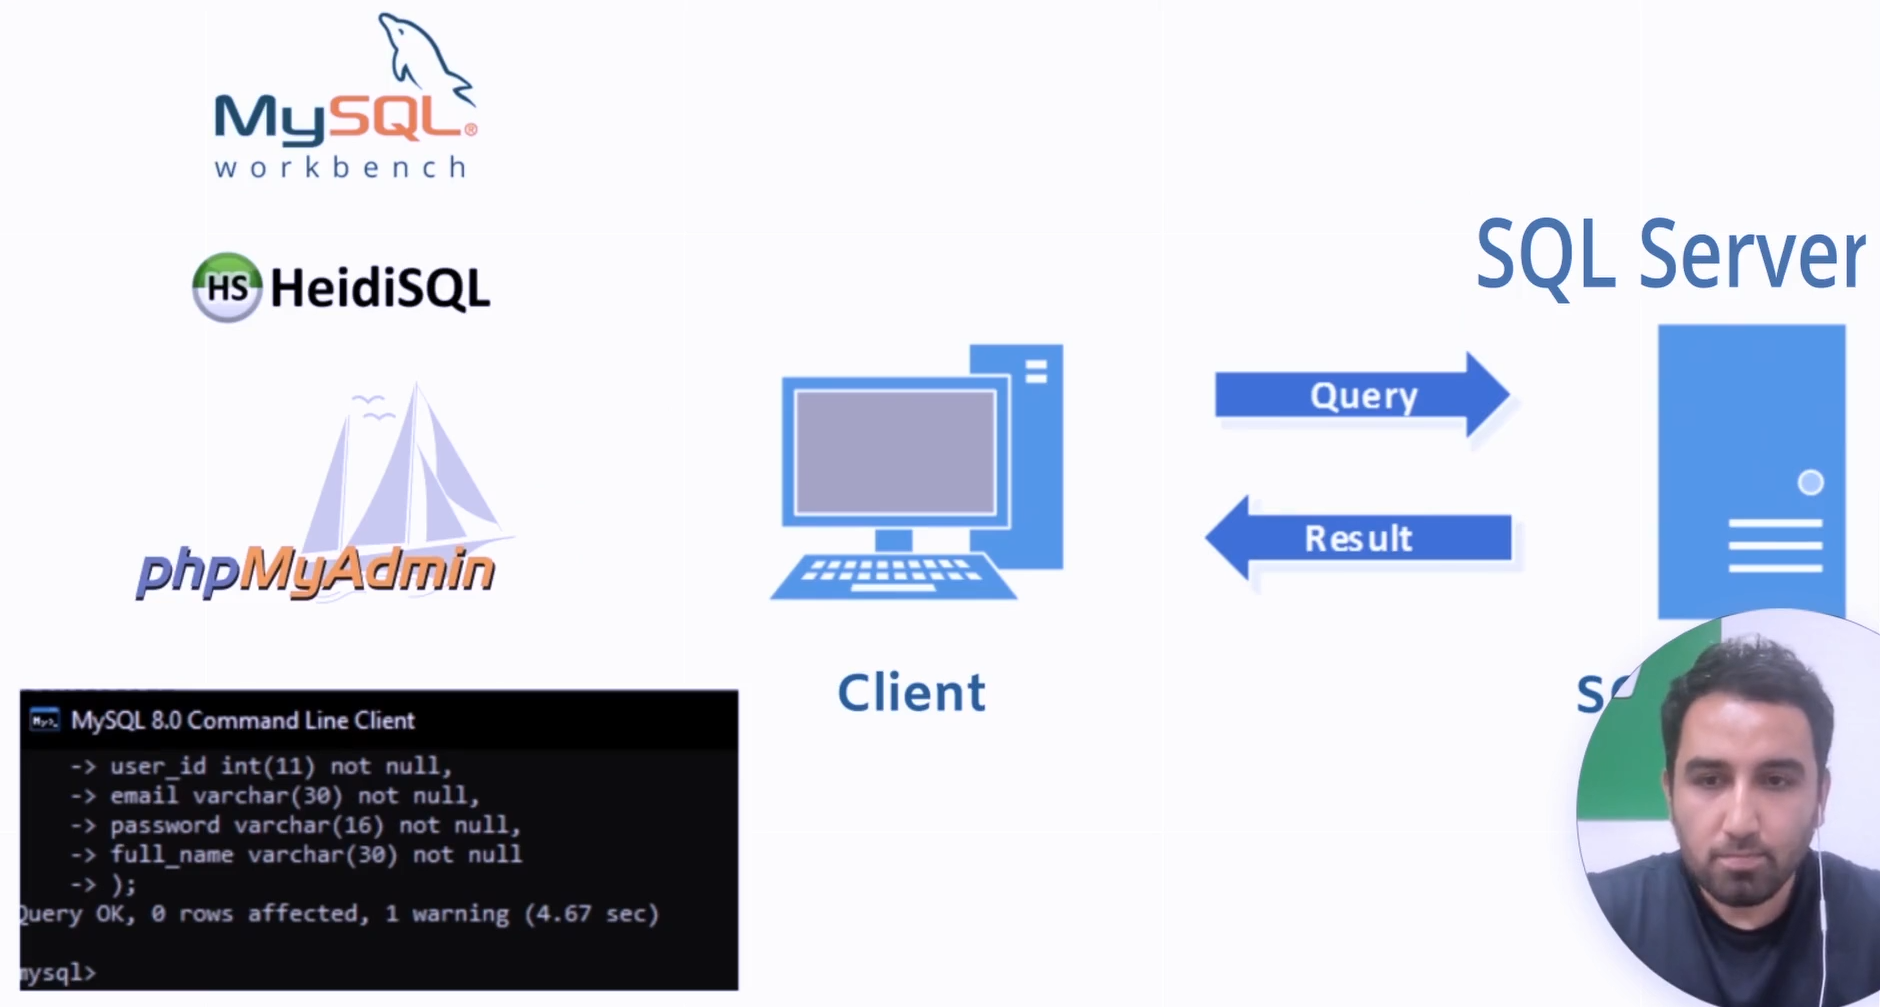 MySQL®
workbench
HS HeidiSQL
phpMyAdmin
MySQL 8.0 Command Line Client
-> user_id int(11) not null,
-> email varchar(30) not null,
-> password varchar(16) not null,
-> full_name varchar(30) not null
-> );
Query OK, 0 rows affected, 1 warning (4.67 sec)
mysql>
Client
Query
Result
SQL Server